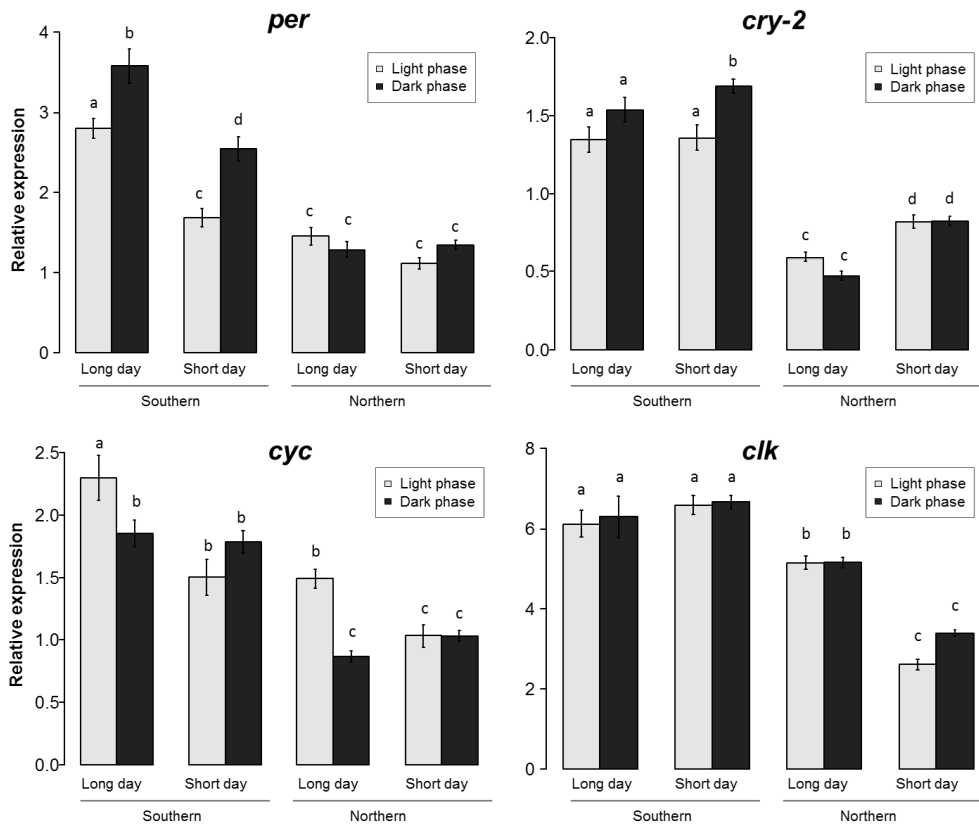 per
Relative expression
4
3
2
1
0
Light phase
Dark phase
a
b
c
d
c
c
c
c
Long day
Short day
Long day
Short day
Southern
Northern
cry-2
2.0
1.5
1.0
0.5
0.0
Light phase
Dark phase
a
a
a
b
c
c
d
d
Long day
Short day
Long day
Short day
Southern
Northern
cyc
Relative expression
2.5
2.0
1.5
1.0
0.5
0.0
Light phase
Dark phase
a
b
b
b
b
c
c
c
Long day
Short day
Long day
Short day
Southern
Northern
clk
8
6
4
2
0
Light phase
Dark phase
a
a
a
a
b
b
c
c
Long day
Short day
Long day
Short day
Southern
Northern